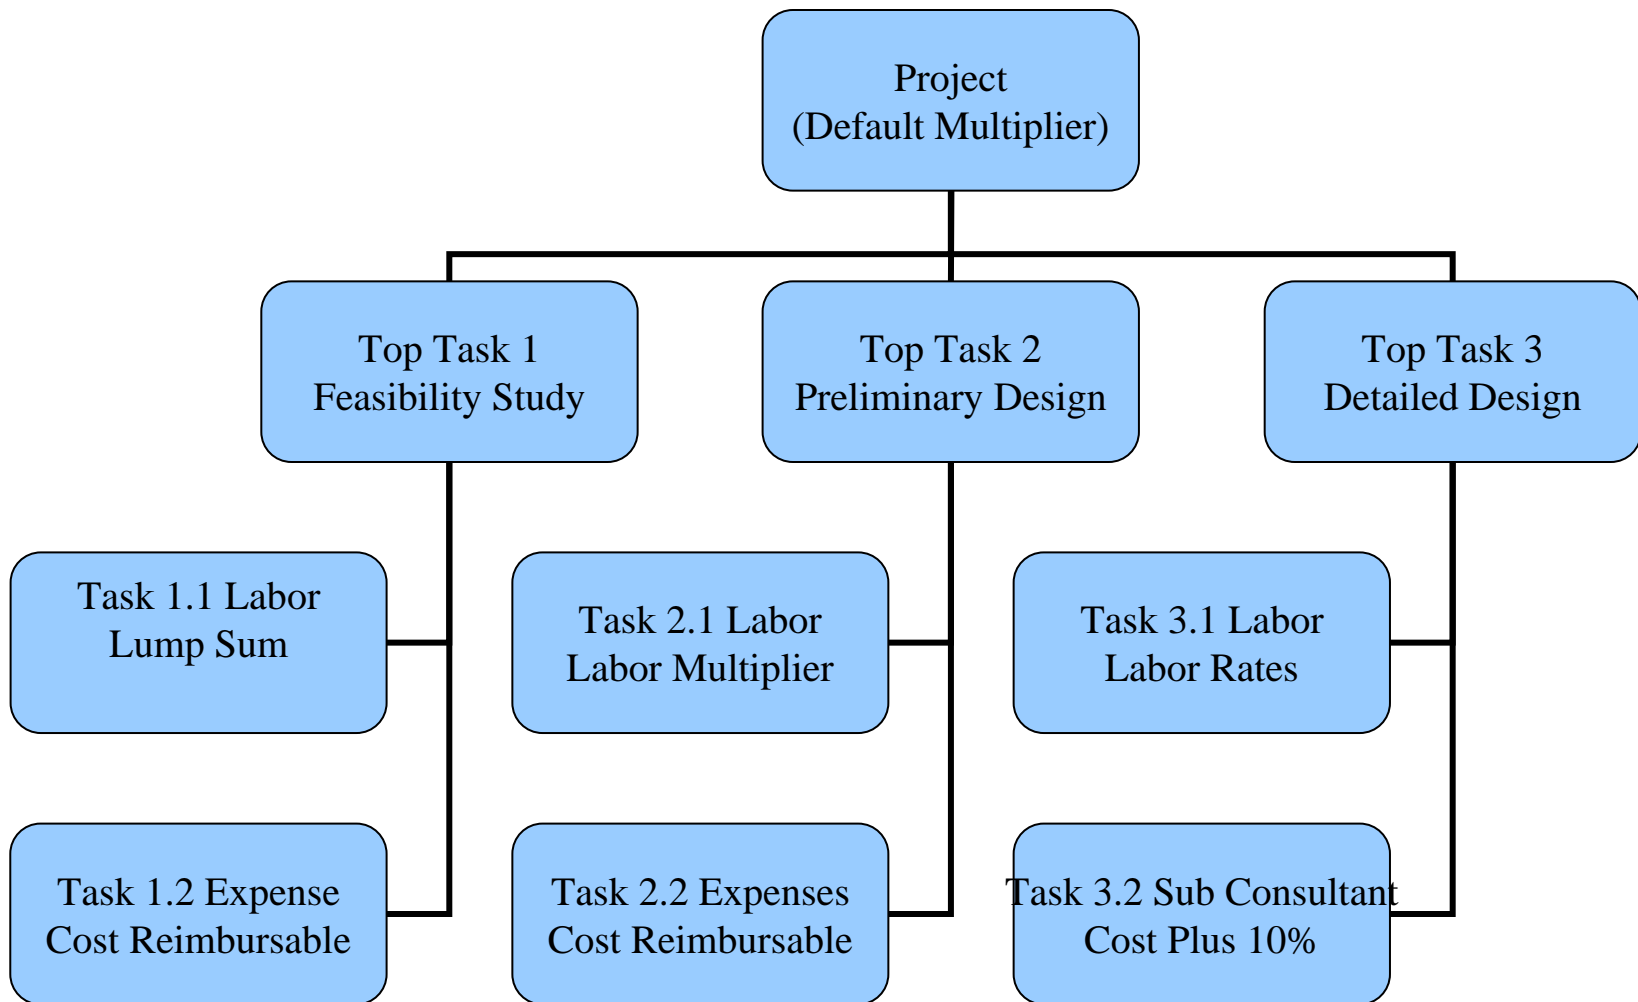 Project
(Default Multiplier)
Top Task 1
Feasibility Study
Top Task 2
Preliminary Design
Top Task 3
Detailed Design
Task 1.1 Labor
Lump Sum
Task 2.1 Labor
Labor Multiplier
Task 3.1 Labor
Labor Rates
Task 1.2 Expense
Cost Reimbursable
Task 2.2 Expenses
Cost Reimbursable
Task 3.2 Sub Consultant
Cost Plus 10%